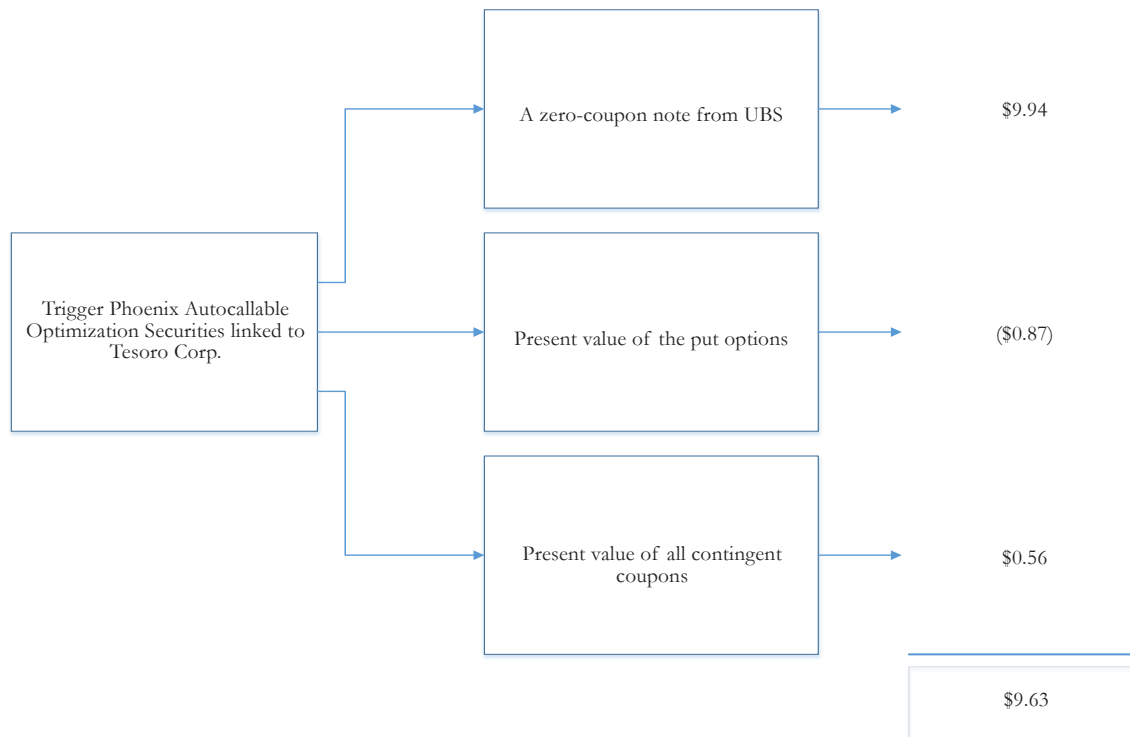 A zero-coupon note from UBS
$9.94
Trigger Phoenix Autocallable
Optimization Securities linked to
Tesoro Corp.
Present value of the put options
($0.87)
Present value of all contingent
coupons
$0.56
$9.63